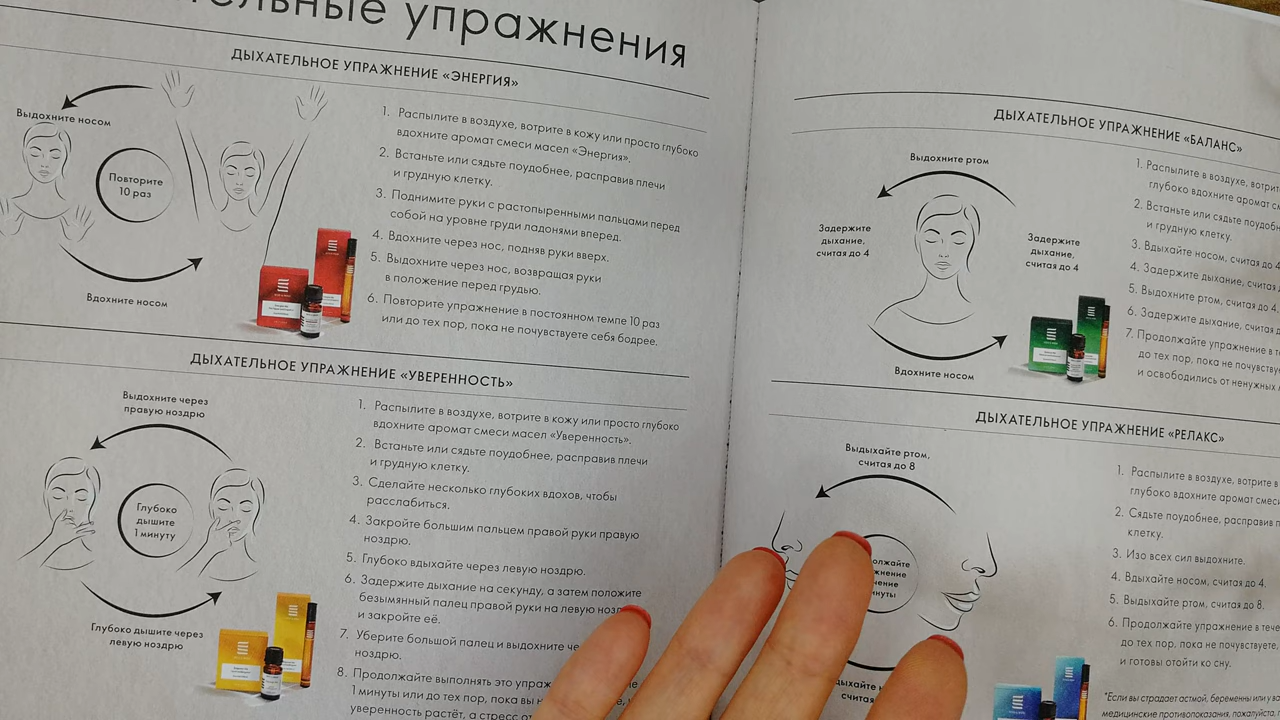 упражнения
ДЫХАТЕЛЬНОЕ УПРАЖНЕНИЕ «ЭНЕРГИЯ»
Выдохните носом
Повторите
10 раз
Вдохните носом
1. Распылите в воздухе, вотрите в кожу или просто глубоко
вдохните аромат смеси масел «Энергия».
2. Встаньте или сядьте поудобнее, расправив плечи
и грудную клетку.
3. Поднимите руки с растопыренными пальцами перед
собой на уровне груди ладонями вперед.
4. Вдохните через нос, подняв руки вверх.
5. Выдохните через нос, возвращая руки
в положение перед грудью.
6. Повторите упражнение в постоянном темпе 10 раз
или до тех пор, пока не почувствуете себя бодрее.
ДЫХАТЕЛЬНОЕ УПРАЖНЕНИЕ «УВЕРЕННОСТЬ»
Выдохните через
правую ноздрю
Глубоко
дышите
1 минуту
Глубоко дышите через
левую ноздрю
1. Распылите в воздухе, вотрите в кожу или просто глубоко
вдохните аромат смеси масел «Уверенность».
2. Встаньте или сядьте поудобнее, расправив плечи
и грудную клетку.
3. Сделайте несколько глубоких вдохов, чтобы
расслабиться.
4. Закройте большим пальцем правой руки правую
ноздрю.
5. Глубоко вдыхайте через левую ноздрю.
6. Задержите дыхание на секунду, а затем положите
безымянный палец правой руки на левую
и закройте её.
7. Уберите большой палец и выдохните
ноздрю.
8. Продолжайте выполнять это
1 минуты или до тех пор, пока вы
уверенность растёт, а стресс
ДЫХАТЕЛЬНОЕ УПРАЖНЕНИЕ «БАЛАНС»
Выдохните ртом
Задержите
дыхание,
считая до 4
Задержите
дыхание,
считая до 4
Вдохните носом
1. Распылите в воздухе,
глубоко вдохните аромат
2. Встаньте или сядьте
и грудную клетку.
3. Вдыхайте носом, считая до 4
4. Задержите дыхание, считая
5. Выдохните ртом, считая до 4,
6. Задержите дыхание, считая
7. Продолжайте упражнение в
до тех пор, пока не
и освободились от ненужных
ДЫХАТЕЛЬНОЕ УПРАЖНЕНИЕ «РЕЛАКС»
Выдыхайте ртом,
считая до 8
1. Распылите в воздухе, вотрите в
глубоко вдохните аромат
2. Сядьте поудобнее, расправив
клетку.
3. Изо всех сил выдохните.
4. Вдыхайте носом, считая до 4.
5. Выдыхайте ртом, считая до 8.
6. Продолжайте упражнение в
до тех пор, пока не почувствуете,
и готовы отойти ко сну.
*Если вы страдаете астмой, беременны или у
медицинские противопоказания, пожалуйста,